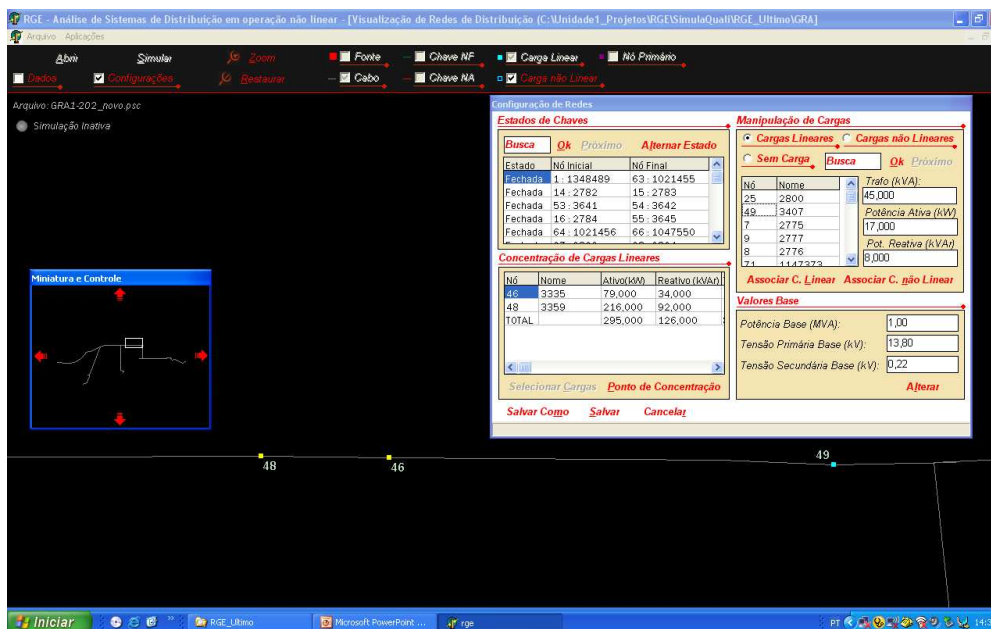 RGE - Análise de Sistemas de Distribuição em operação não linear - [Visualização de Redes de Distribuição (C:\Unidade1_Projetos\RGE\SimulaQuali\RGE_Ultimo\GRA]
Arquivo Aplicações
Abrir Simular Zoom Fonte Chave NF Carga Linear Nó Primário
Dados Configurações Restaurar Cabo Chave NA Carga não Linear
Arquivo: GRA1-202_novo.psc
Simulação Inativa
Configuração de Redes
Estados de Chaves
Busca Ok Próximo Alternar Estado
Estado Nó Inicial Nó Final
Fechada 1 : 1348489 63 : 1021455
Fechada 14 : 2782 15 : 2783
Fechada 53 : 3641 54 : 3642
Fechada 16 : 2784 55 : 3645
Fechada 64 : 1021456 66 : 1047550
Concentração de Cargas Lineares
Nó Nome Ativo(kW) Reativo (kVAr)
46 3335 79,000 34,000
48 3359 216,000 92,000
TOTAL 295,000 126,000
Selecionar Cargas Ponto de Concentração
Salvar Como Salvar Cancelar
Manipulação de Cargas
Cargas Lineares Cargas não Lineares
Sem Carga Busca Ok Próximo
Nó Nome
25 2800
49 3407
7 2775
9 2777
8 2776
71 1147373
Trafo (kVA):
45,000
Potência Ativa (kW)
17,000
Pot. Reativa (kVAr)
8,000
Associar C. Linear Associar C. não Linear
Valores Base
Potência Base (MVA): 1,00
Tensão Primária Base (kV): 13,80
Tensão Secundária Base (kV): 0,22
Alterar
Miniatura e Controle
48 46 49
Iniciar RGE_Ultimo Microsoft PowerPoint ... rge PT